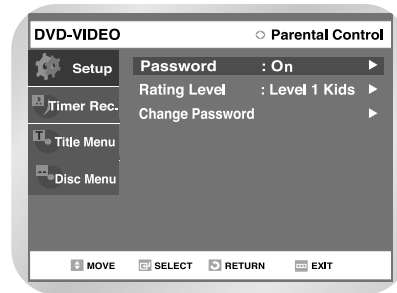 DVD-VIDEO Parental Control
Setup
Timer Rec.
Title Menu
Disc Menu
Password : On
Rating Level : Level 1 Kids
Change Password
MOVE SELECT RETURN EXIT